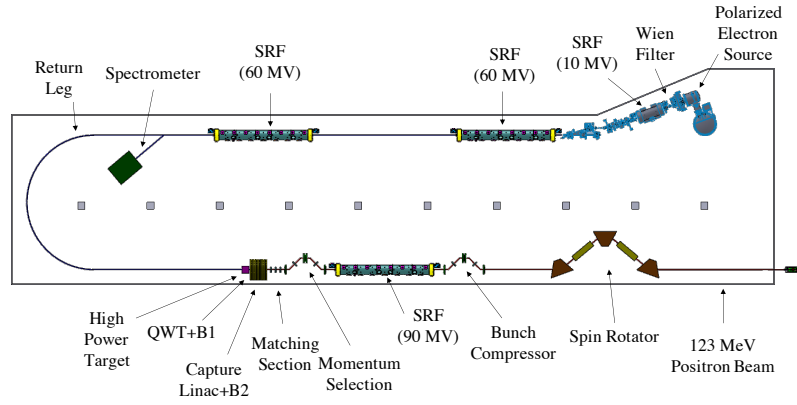 Polarized
Electron
Source
Wien
Filter
SRF
(10 MV)
SRF
(60 MV)
SRF
(60 MV)
Spectrometer
Return
Leg
High
Power
Target
QWT+B1
Capture
Linac+B2
Matching
Section
Momentum
Selection
SRF
(90 MV)
Bunch
Compressor
Spin Rotator
123 MeV
Positron Beam